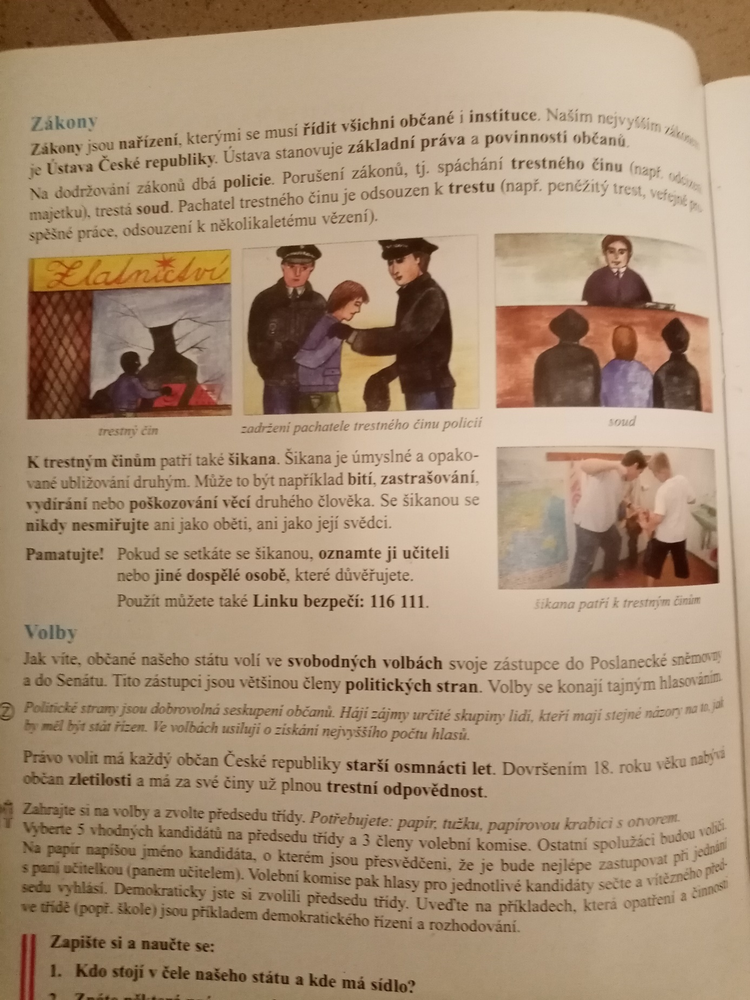 Zákony
Zákony jsou nařízení, kterými se musí řídit všichni občané i instituce. Naším nejvyšším zákonem
je Ústava České republiky. Ústava stanovuje základní práva a povinnosti občanů.
Na dodržování zákonů dbá policie. Porušení zákonů, tj. spáchání trestného činu (např. odcizení
majetku), trestá soud. Pachatel trestného činu je odsouzen k trestu (např. peněžitý trest, veřejně pro-
spěšné práce, odsouzení k několikaletému vězení).
Zlatnictví
trestný čin
zadržení pachatele trestného činu policií
soud
K trestným činům patří také šikana. Šikana je úmyslné a opako-
vané ubližování druhým. Může to být například bití, zastrašování,
vydírání nebo poškozování věcí druhého člověka. Se šikanou se
nikdy nesmiřujte ani jako oběti, ani jako její svědci.
Pamatujte! Pokud se setkáte se šikanou, oznamte ji učiteli
nebo jiné dospělé osobě, které důvěřujete.
Použít můžete také Linku bezpečí: 116 111.
šikana patří k trestným činům
Volby
Jak víte, občané našeho státu volí ve svobodných volbách svoje zástupce do Poslanecké sněmovny
a do Senátu. Tito zástupci jsou většinou členy politických stran. Volby se konají tajným hlasováním.
Z Politické strany jsou dobrovolná seskupení občanů. Hájí zájmy určité skupiny lidí, kteří mají stejné názory na to, jak
by měl být stát řízen. Ve volbách usilují o získání nejvyššího počtu hlasů.
Právo volit má každý občan České republiky starší osmnácti let. Dovršením 18. roku věku nabývá
občan zletilosti a má za své činy už plnou trestní odpovědnost.
Zahrajte si na volby a zvolte předsedu třídy. Potřebujete: papír, tužku, papírovou krabici s otvorem.
Vyberte 5 vhodných kandidátů na předsedu třídy a 3 členy volební komise. Ostatní spolužáci budou voliči.
Na papír napíšou jméno kandidáta, o kterém jsou přesvědčeni, že je bude nejlépe zastupovat při jednání
s paní učitelkou (panem učitelem). Volební komise pak hlasy pro jednotlivé kandidáty sečte a vítězného před-
sedu vyhlásí. Demokraticky jste si zvolili předsedu třídy. Uveďte na příkladech, která opatření a činnosti
ve třídě (popř. škole) jsou příkladem demokratického řízení a rozhodování.
Zapište si a naučte se:
1. Kdo stojí v čele našeho státu a kde má sídlo?
2. Znáte některá